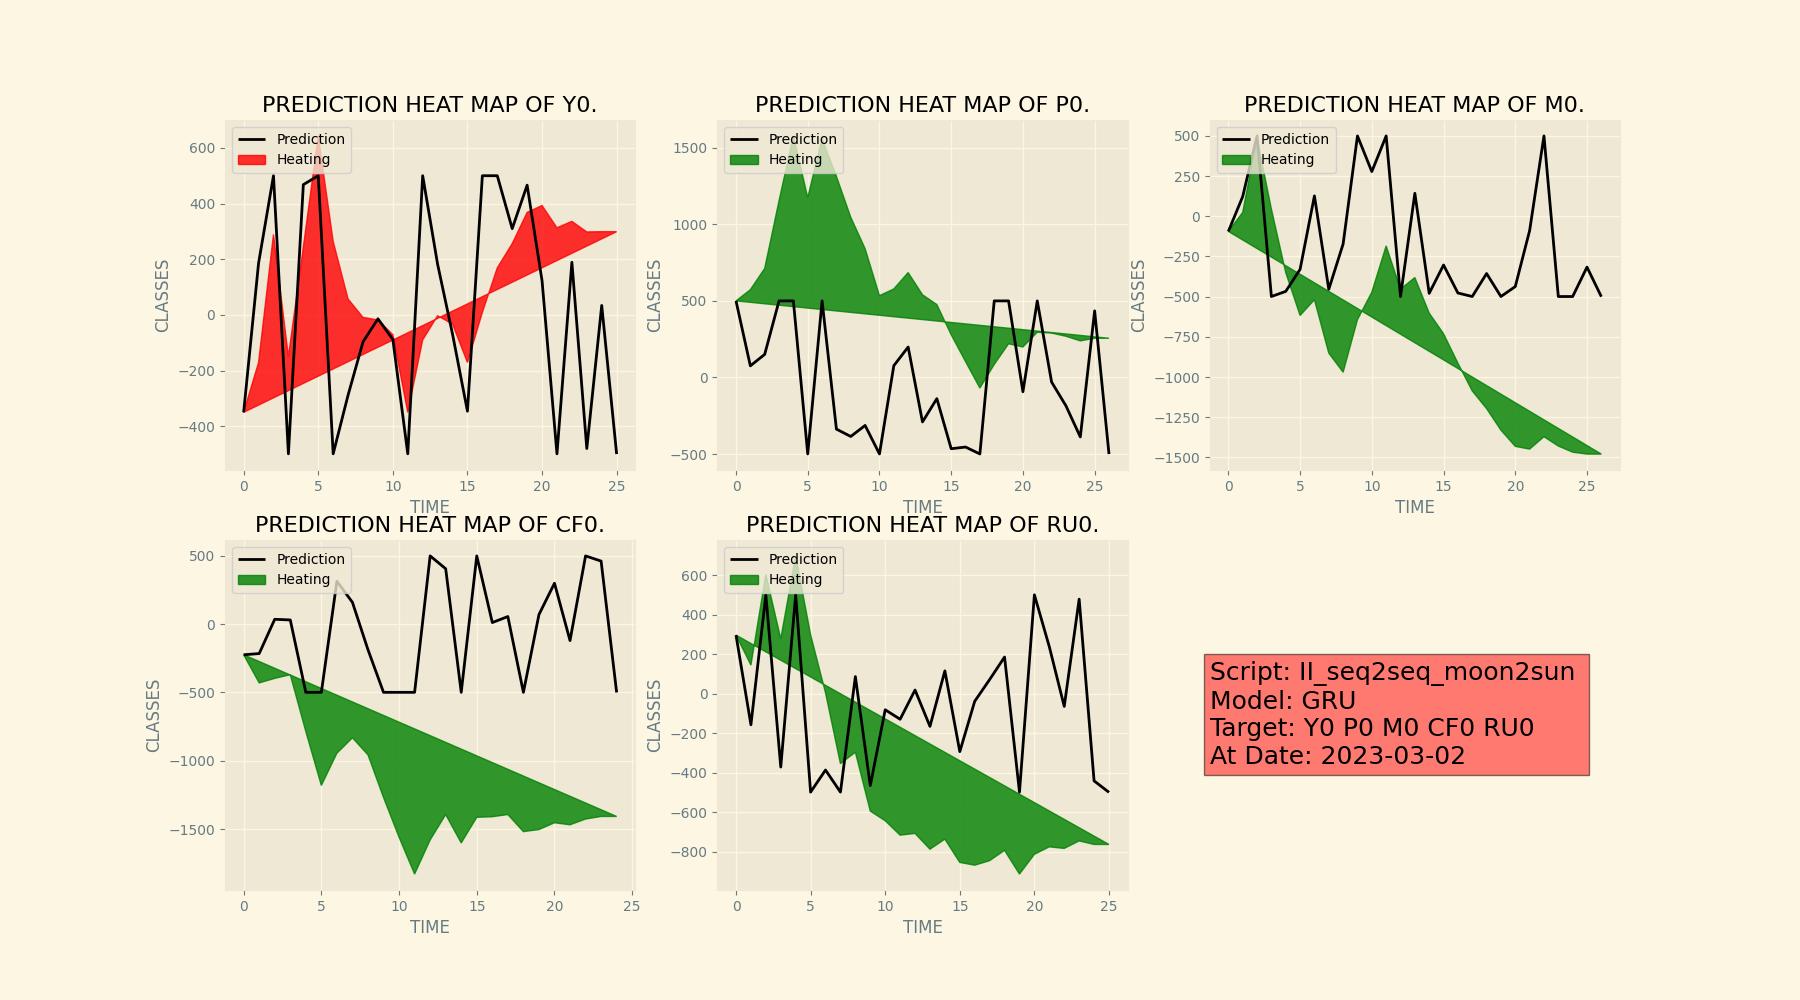 PREDICTION HEAT MAP OF Y0.
Prediction
Heating
600
400
200
0
−200
−400
CLASSES
0 5 10 15 20 25
TIME
PREDICTION HEAT MAP OF P0.
Prediction
Heating
1500
1000
500
0
−500
CLASSES
0 5 10 15 20 25
TIME
PREDICTION HEAT MAP OF M0.
Prediction
Heating
500
250
0
−250
−500
−750
−1000
−1250
−1500
CLASSES
0 5 10 15 20 25
TIME
PREDICTION HEAT MAP OF CF0.
Prediction
Heating
500
0
−500
−1000
−1500
CLASSES
0 5 10 15 20 25
TIME
PREDICTION HEAT MAP OF RU0.
Prediction
Heating
600
400
200
0
−200
−400
−600
−800
CLASSES
0 5 10 15 20 25
TIME
Script: II_seq2seq_moon2sun
Model: GRU
Target: Y0 P0 M0 CF0 RU0
At Date: 2023-03-02